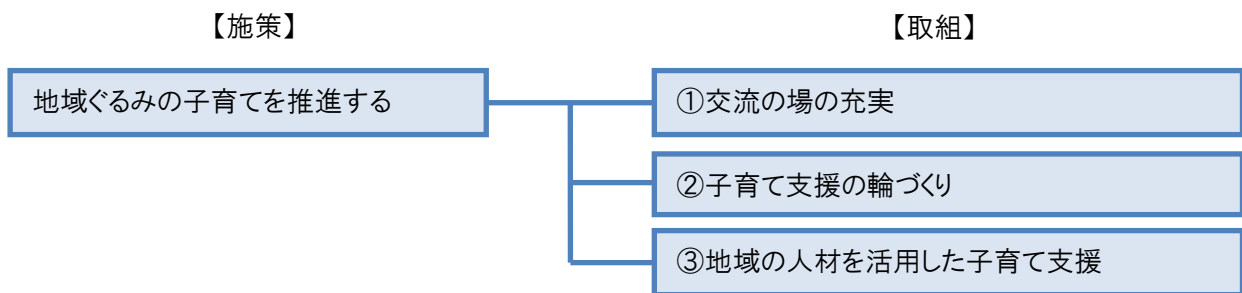 【施策】
【取組】
地域ぐるみの子育てを推進する
①交流の場の充実
②子育て支援の輪づくり
③地域の人材を活用した子育て支援